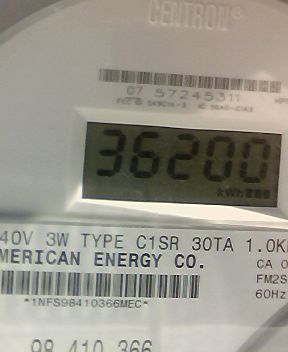 CENTRON®
07 57245311
36200
kWh
40V 3W TYPE C1SR 30TA 1.0K
MERICAN ENERGY CO. CA 0
FM2S
*1NFS98410366MEC* 60Hz
98 410 366